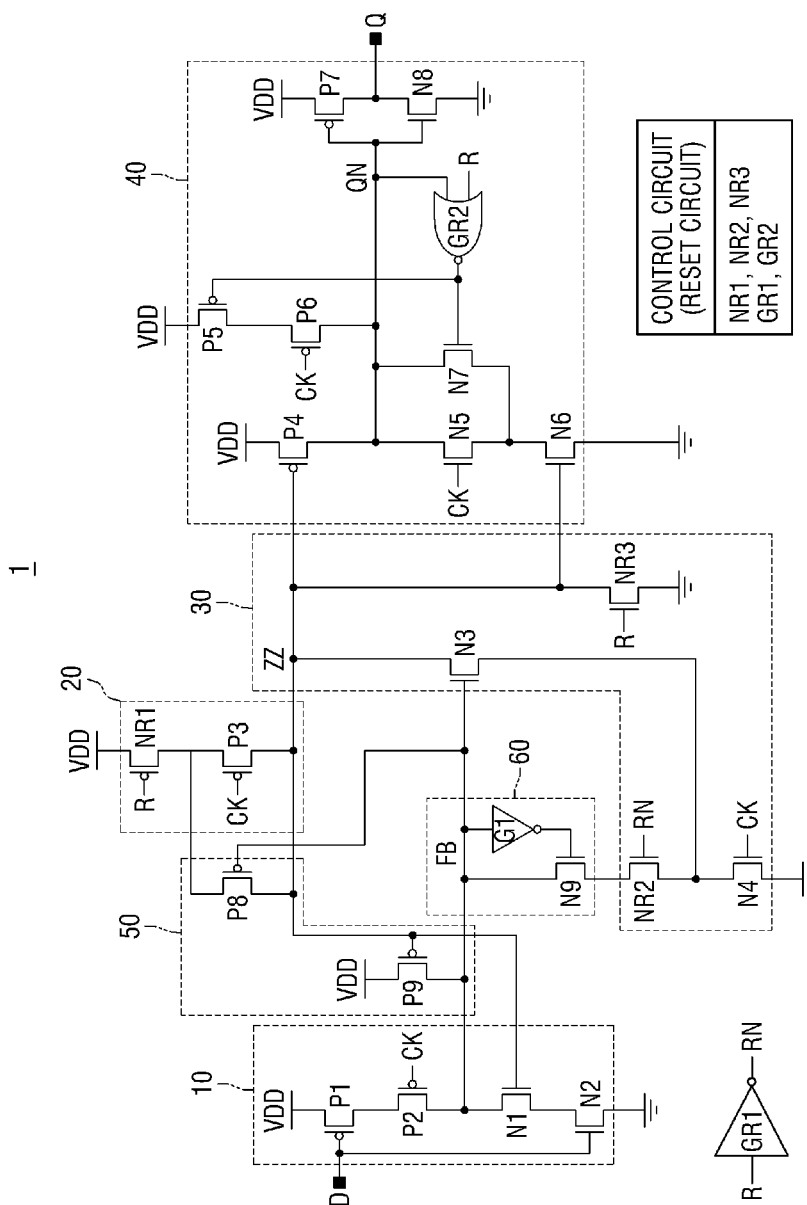 1
10
D
VDD
P1
P2
CK
N1
N2
50
VDD
P9
P8
20
VDD
R
NR1
CK
P3
ZZ
FB
60
G1
N9
NR2
RN
N4
CK
30
N3
R
NR3
40
VDD
P4
VDD
P5
P6
CK
CK
N5
N6
N7
QN
GR2
R
VDD
P7
N8
Q
R
GR1
RN
CONTROL CIRCUIT
(RESET CIRCUIT)
NR1, NR2, NR3
GR1, GR2